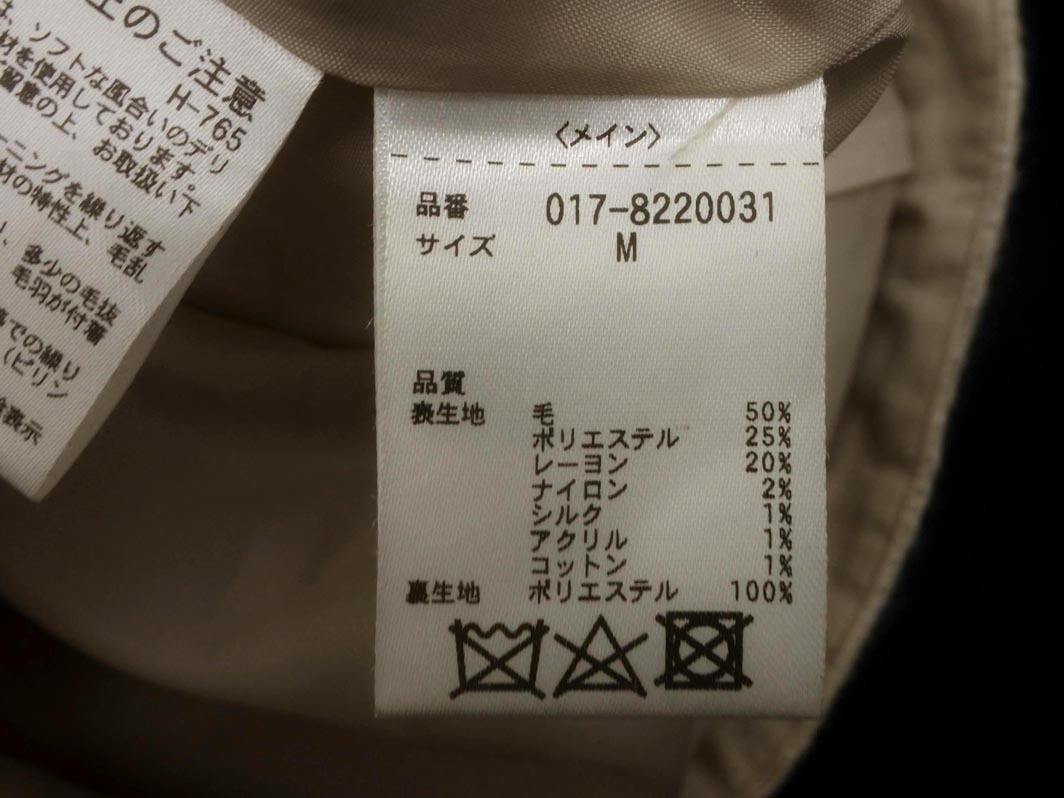 上のご注意
H-765
ソフトな風合いのデリ
材を使用しております。
留意の上、お取扱い下
ーニングを繰り返す
材の特性上、毛乱
多少の毛抜
毛羽が付着
での繰り
（ピリン
表示
〈メイン〉
品番 017-8220031
サイズ M
品質
表生地 毛 50%
ポリエステル 25%
レーヨン 20%
ナイロン 2%
シルク 1%
アクリル 1%
コットン 1%
裏生地 ポリエステル 100%